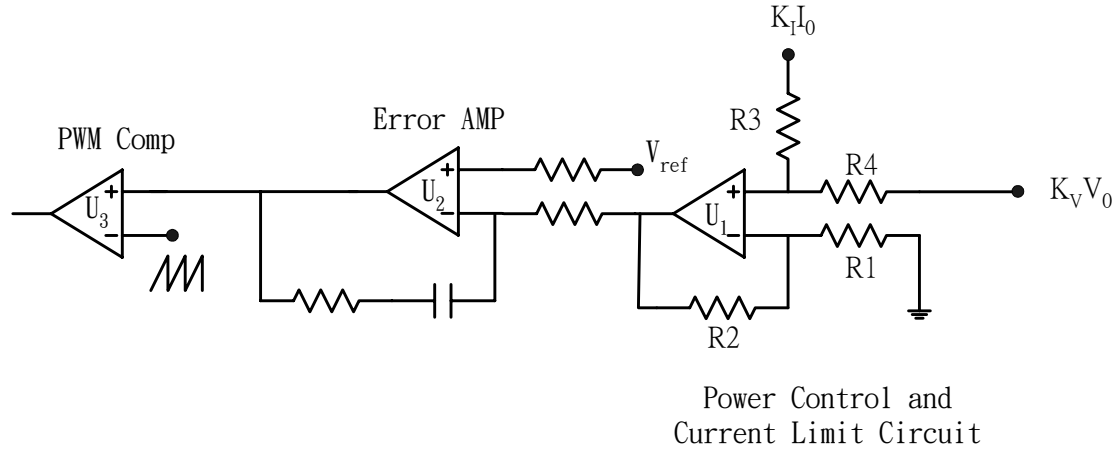 K_I I_0
R3
Error AMP
PWM Comp
V_ref
R4
+
+
+
U_1
U_2
K_V V_0
U_3
-
-
-
R1
R2
Power Control and
Current Limit Circuit